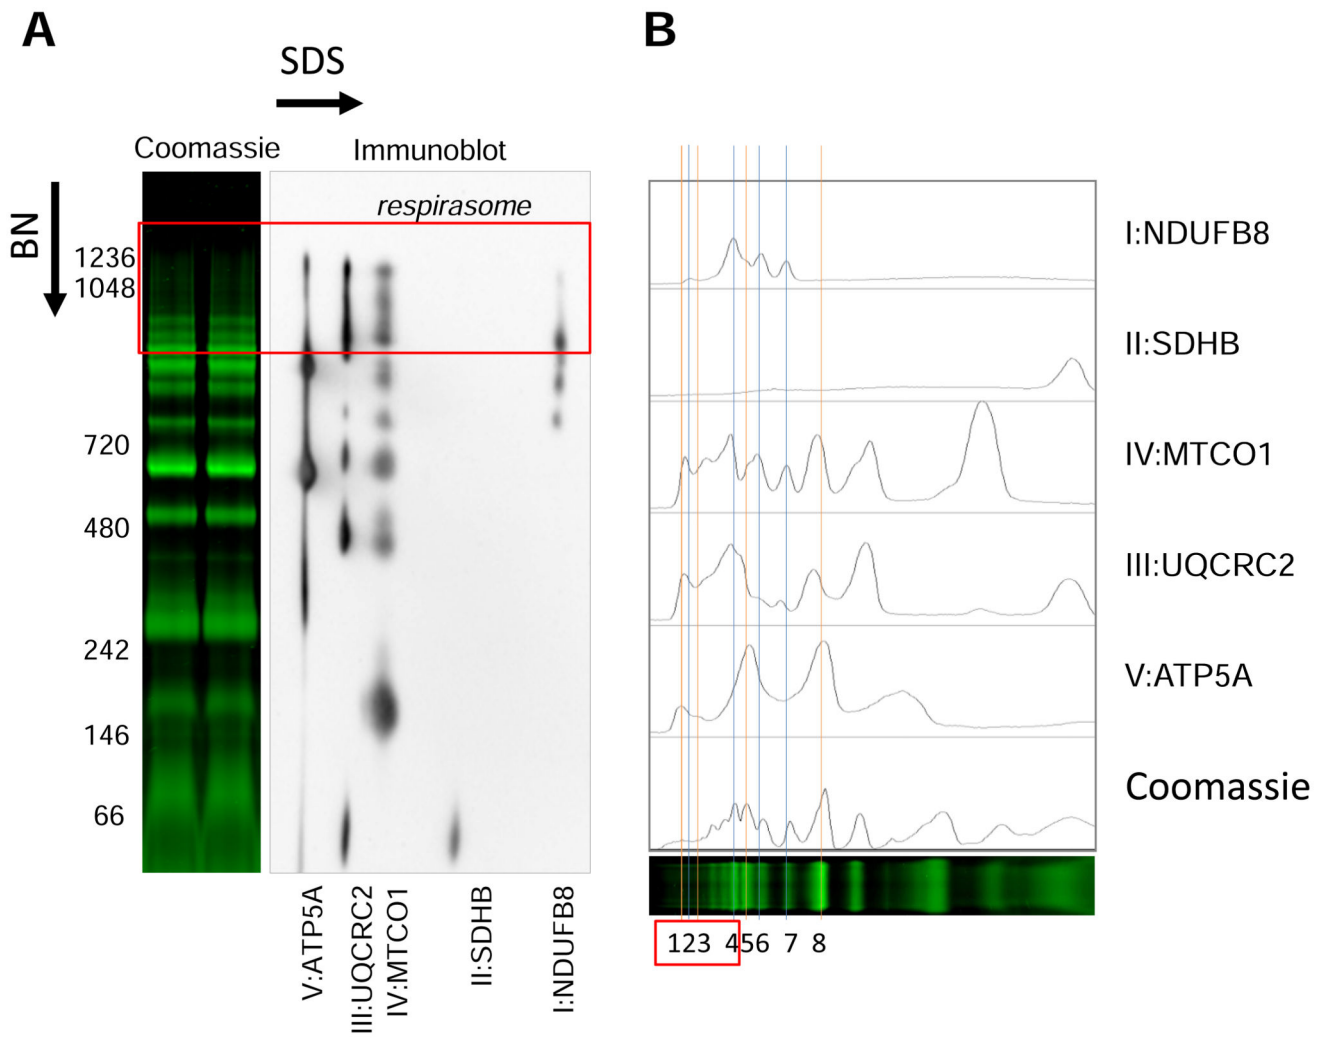 A
B
SDS
Coomassie
Immunoblot
BN
respirasome
1236
1048
720
480
242
146
66
V:ATP5A
III:UQCRC2
IV:MTCO1
II:SDHB
I:NDUFB8
I:NDUFB8
II:SDHB
IV:MTCO1
III:UQCRC2
V:ATP5A
Coomassie
123 456 7 8